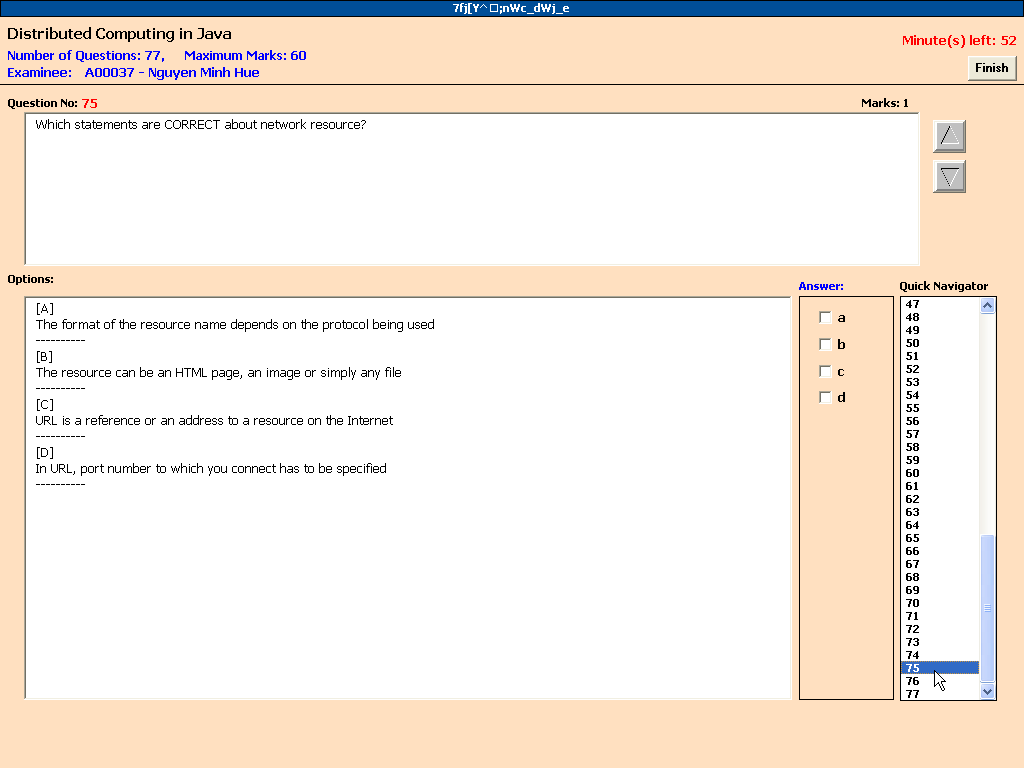 7fj[Y^ □;nWc_dWj_e
Distributed Computing in Java
Number of Questions: 77, Maximum Marks: 60
Minute(s) left: 52
Examinee: A00037 - Nguyen Minh Hue
Finish
Question No: 75
Marks: 1
Which statements are CORRECT about network resource?
Options:
[A]
The format of the resource name depends on the protocol being used
----------
[B]
The resource can be an HTML page, an image or simply any file
----------
[C]
URL is a reference or an address to a resource on the Internet
----------
[D]
In URL, port number to which you connect has to be specified
----------
Answer:
a
b
c
d
Quick Navigator
47
48
49
50
51
52
53
54
55
56
57
58
59
60
61
62
63
64
65
66
67
68
69
70
71
72
73
74
75
76
77